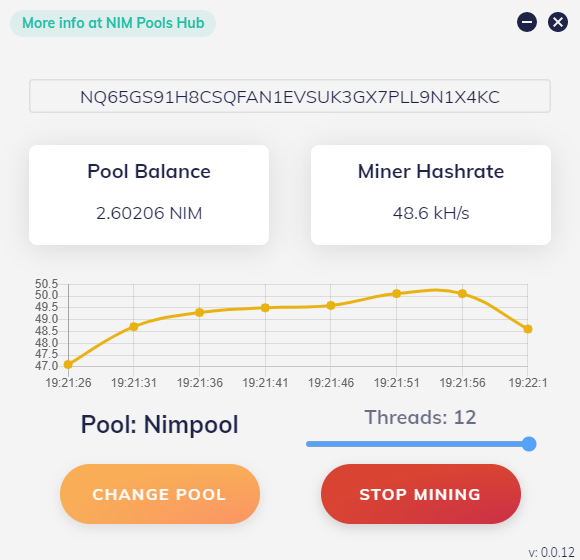 More info at NIM Pools Hub
NQ65GS91H8CSQFAN1EVSUK3GX7PLL9N1X4KC
Pool Balance
2.60206 NIM
Miner Hashrate
48.6 kH/s
50.5
50.0
49.5
49.0
48.5
48.0
47.5
47.0
19:21:26 19:21:31 19:21:36 19:21:41 19:21:46 19:21:51 19:21:56 19:22:1
Pool: Nimpool
Threads: 12
CHANGE POOL
STOP MINING
v: 0.0.12